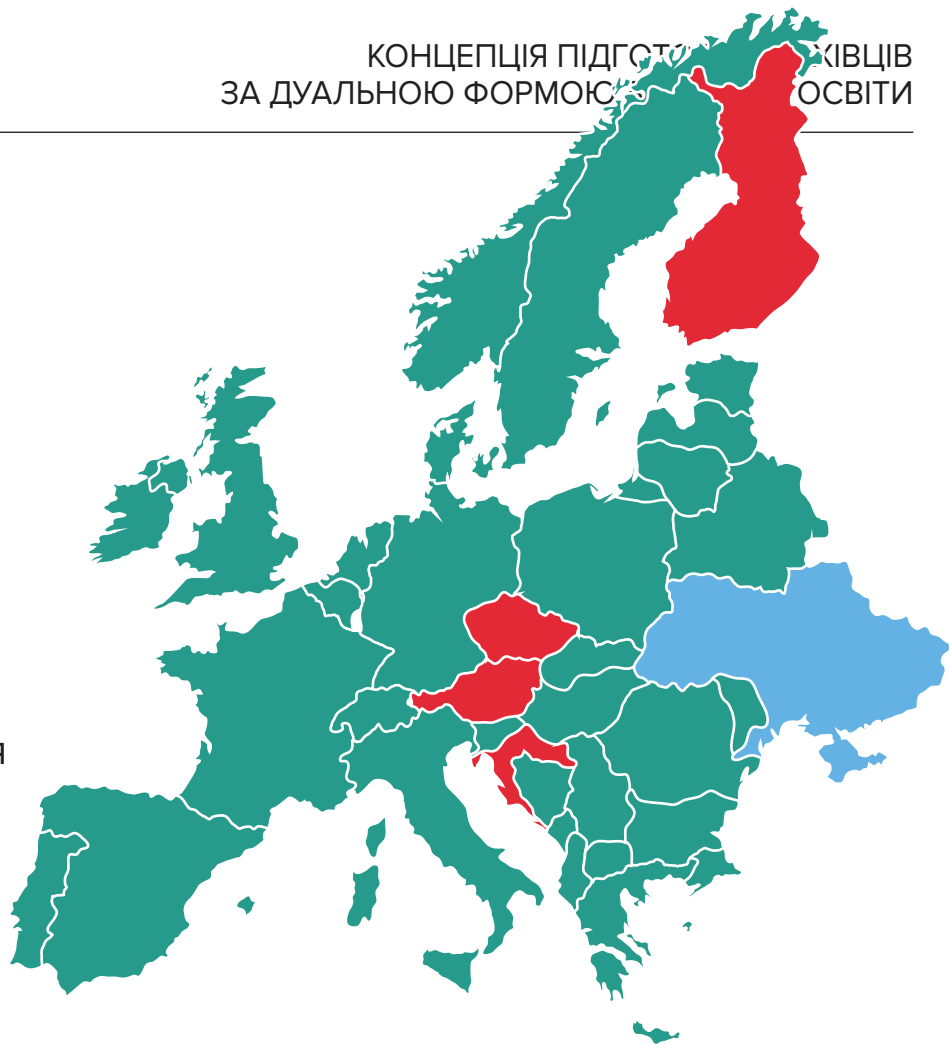 КОНЦЕПЦІЯ ПІДГОТ ХІВЦІВ
ЗА ДУАЛЬНОЮ ФОРМОЮ ОСВІТИ
Я